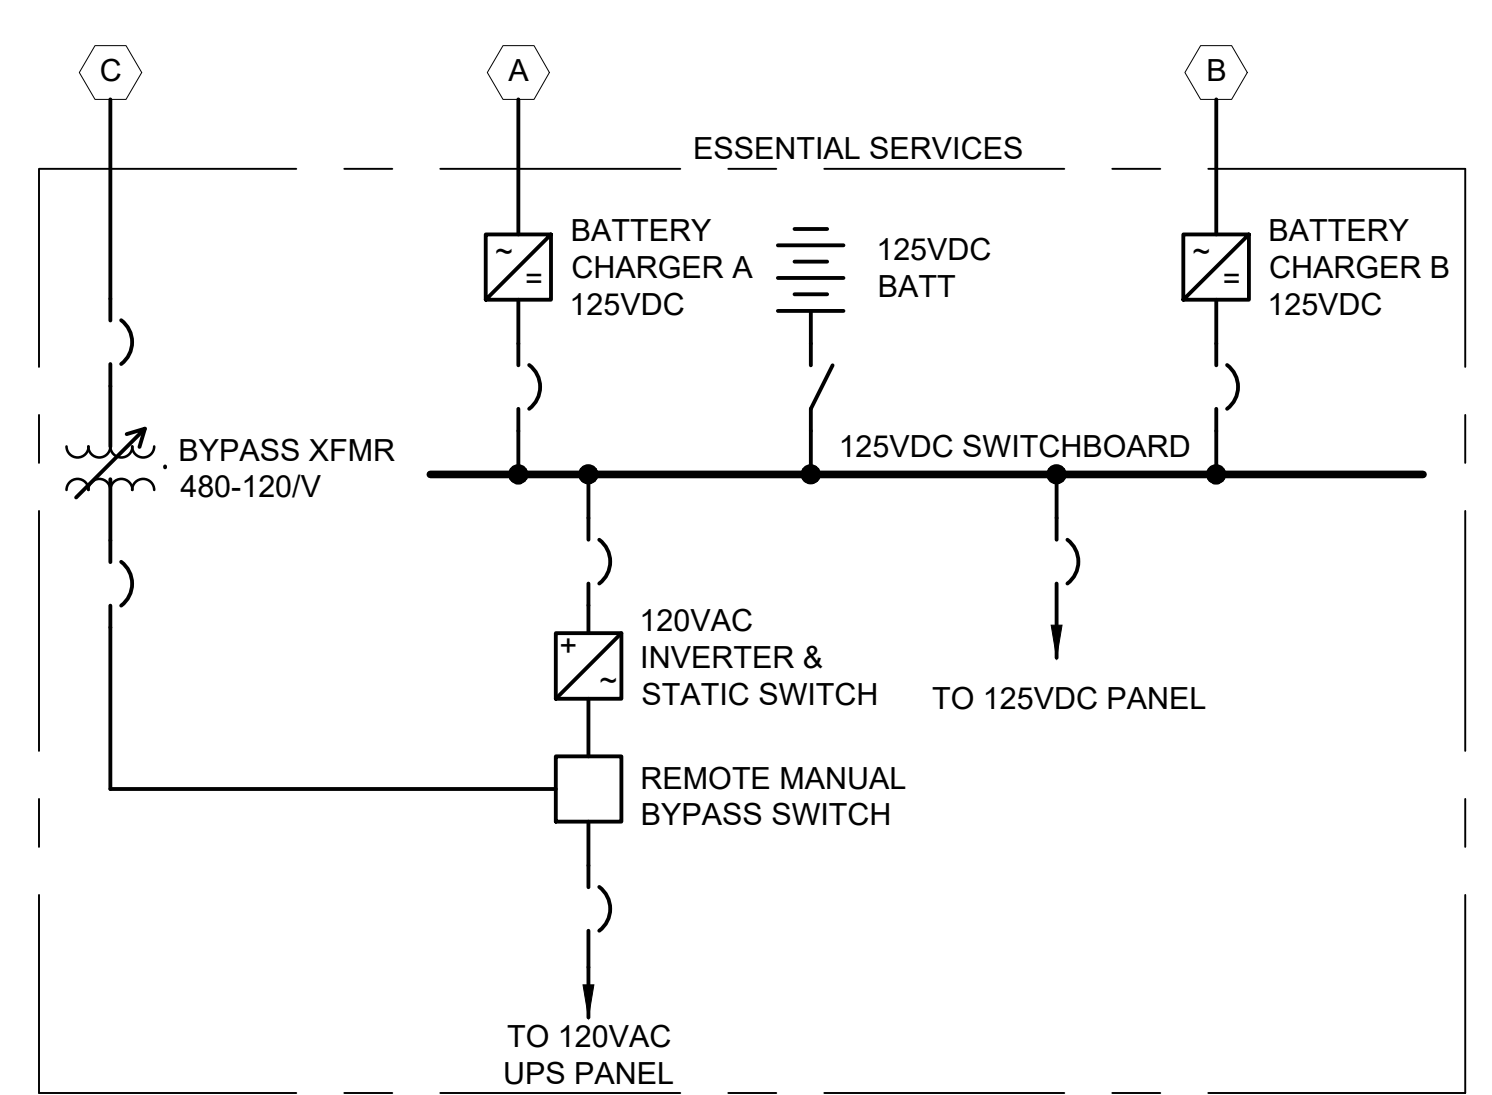 C
A
B
ESSENTIAL SERVICES
BATTERY
CHARGER A
125VDC
125VDC
BATT
BATTERY
CHARGER B
125VDC
~
=
~
=
BYPASS XFMR
480-120/V
125VDC SWITCHBOARD
120VAC
INVERTER &
STATIC SWITCH
+
~
TO 125VDC PANEL
REMOTE MANUAL
BYPASS SWITCH
TO 120VAC
UPS PANEL